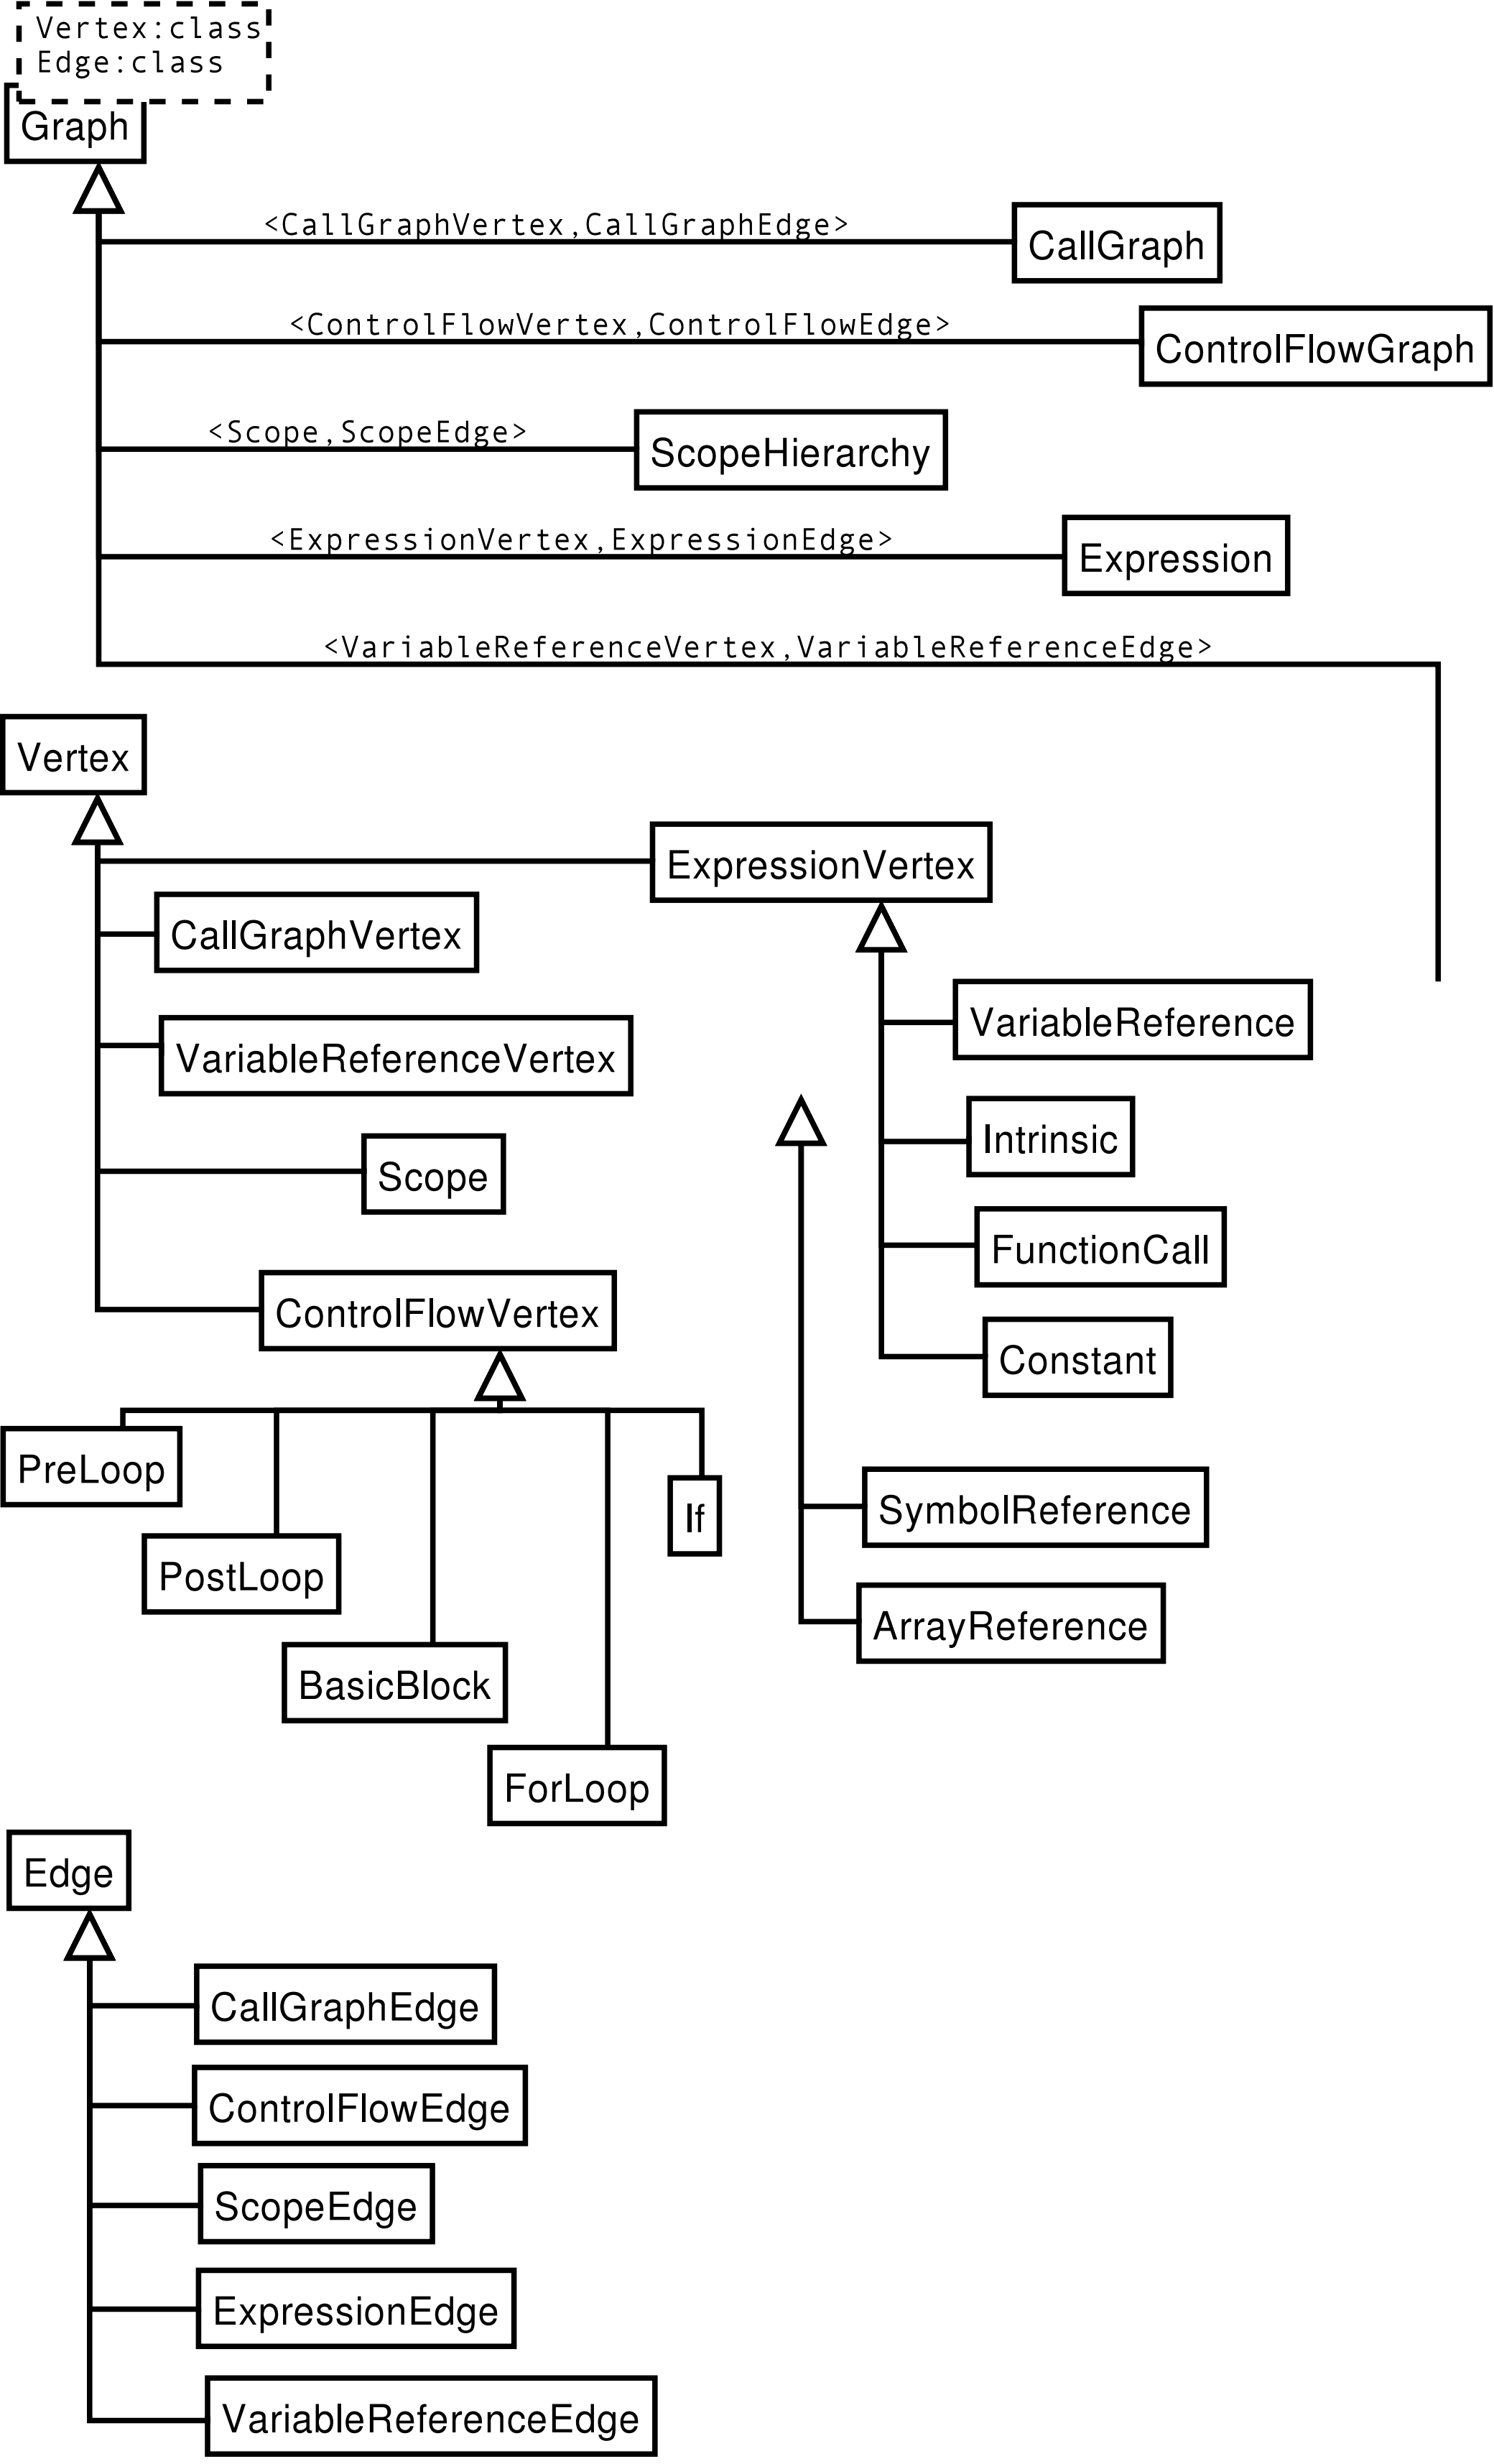 Vertex:class
Edge:class
Graph
<CallGraphVertex,CallGraphEdge>
CallGraph
<ControlFlowVertex,ControlFlowEdge>
ControlFlowGraph
<Scope,ScopeEdge>
ScopeHierarchy
<ExpressionVertex,ExpressionEdge>
Expression
<VariableReferenceVertex,VariableReferenceEdge>
Vertex
ExpressionVertex
CallGraphVertex
VariableReference
VariableReferenceVertex
Intrinsic
Scope
FunctionCall
ControlFlowVertex
Constant
PreLoop
SymbolReference
If
PostLoop
ArrayReference
BasicBlock
ForLoop
Edge
CallGraphEdge
ControlFlowEdge
ScopeEdge
ExpressionEdge
VariableReferenceEdge